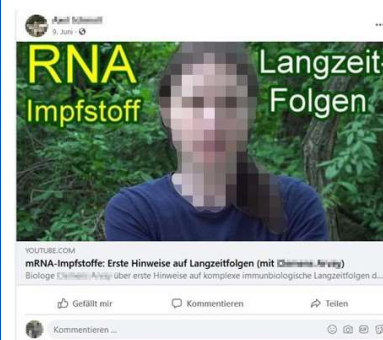 9. Juni
RNA
Impfstoff
Langzeit-
Folgen
YOUTUBE.COM
mRNA-Impfstoffe: Erste Hinweise auf Langzeitfolgen (mit
Biologe über erste Hinweise auf komplexe immunbiologische Langzeitfolgen d...
Gefällt mir
Kommentieren
Teilen
Kommentieren ...
GIF